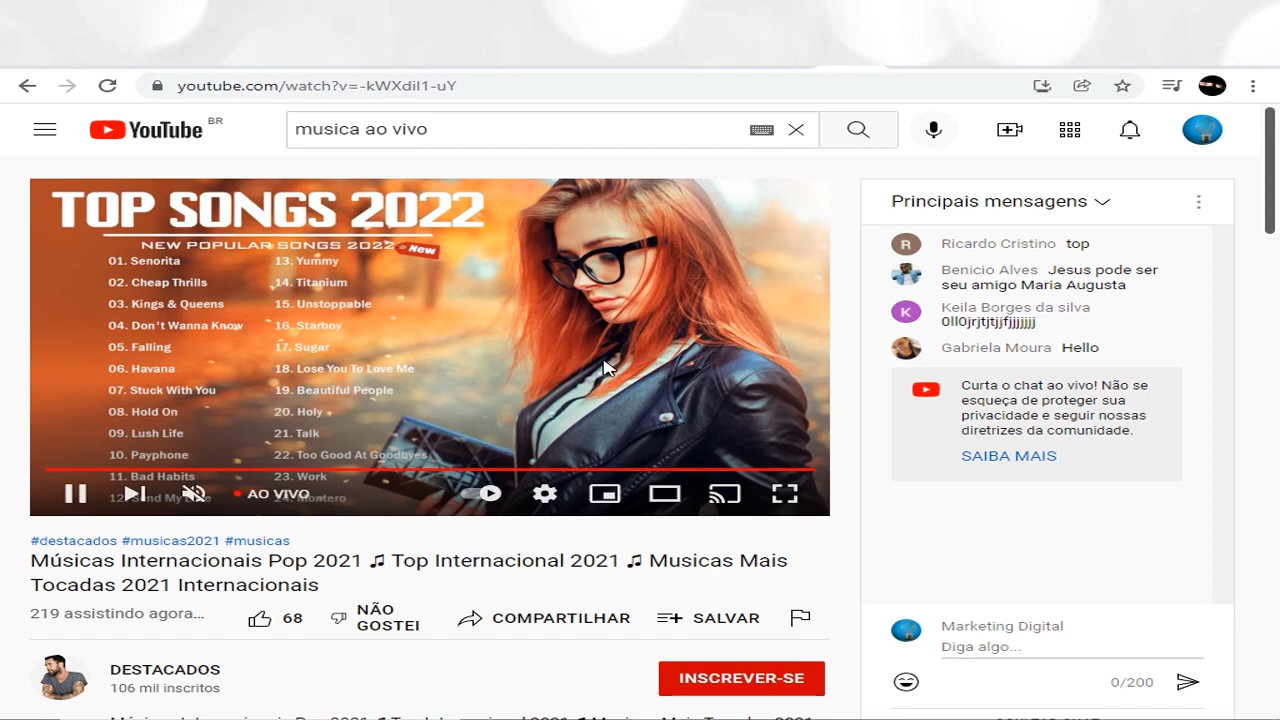 youtube.com/watch?v=-kWXdil1-uY
YouTube BR
musica ao vivo
TOP SONGS 2022
NEW POPULAR SONGS 2022
New
01. Senorita
02. Cheap Thrills
03. Kings & Queens
04. Don't Wanna Know
05. Falling
06. Havana
07. Stuck With You
08. Hold On
09. Lush Life
10. Payphone
11. Bad Habits
13. Yummy
14. Titanium
15. Unstoppable
16. Starboy
17. Sugar
18. Lose You To Love Me
19. Beautiful People
20. Holy
21. Talk
22. Too Good At Goodbyes
23. Work
AO VIVO
#destacados #musicas2021 #musicas
Músicas Internacionais Pop 2021 🎵 Top Internacional 2021 🎵 Musicas Mais
Tocadas 2021 Internacionais
219 assistindo agora...
68
NÃO
GOSTEI
COMPARTILHAR
SALVAR
DESTACADOS
106 mil inscritos
INSCREVER-SE
Principais mensagens
R
Ricardo Cristino top
Benicio Alves Jesus pode ser
seu amigo Maria Augusta
K
Keila Borges da silva
0ll0jrjtjtjjfjjjjjjj
Gabriela Moura Hello
Curta o chat ao vivo! Não se
esqueça de proteger sua
privacidade e seguir nossas
diretrizes da comunidade.
SAIBA MAIS
Marketing Digital
Diga algo...
0/200